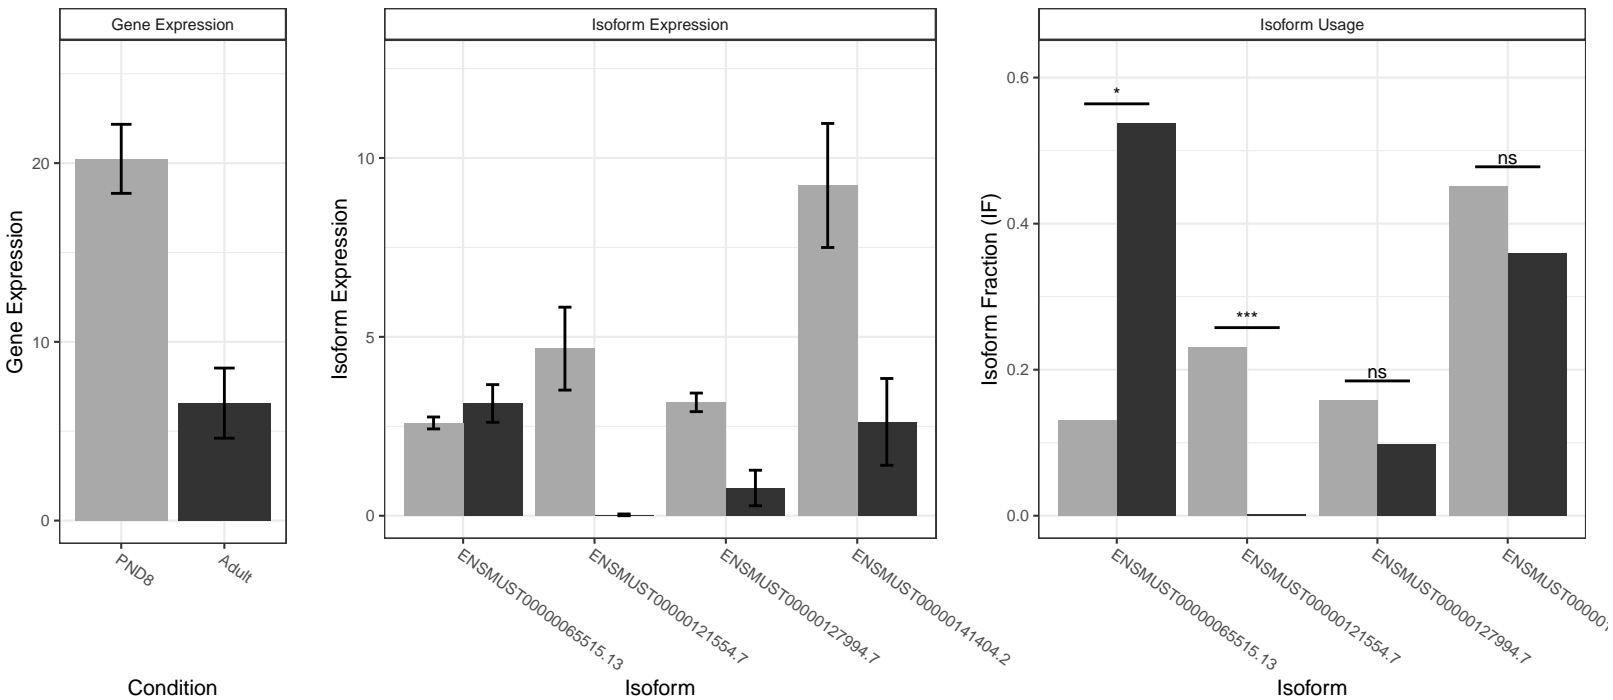 Gene Expression
Gene Expression
20
10
0
PND8
Adult
Condition
Isoform Expression
Isoform Expression
10
5
0
ENSMUST00000065515.13
ENSMUST00000121554.7
ENSMUST00000127994.7
ENSMUST00000141404.2
Isoform
Isoform Usage
Isoform Fraction (IF)
0.6
0.4
0.2
0.0
*
***
ns
ns
ENSMUST00000065515.13
ENSMUST00000121554.7
ENSMUST00000127994.7
Isoform